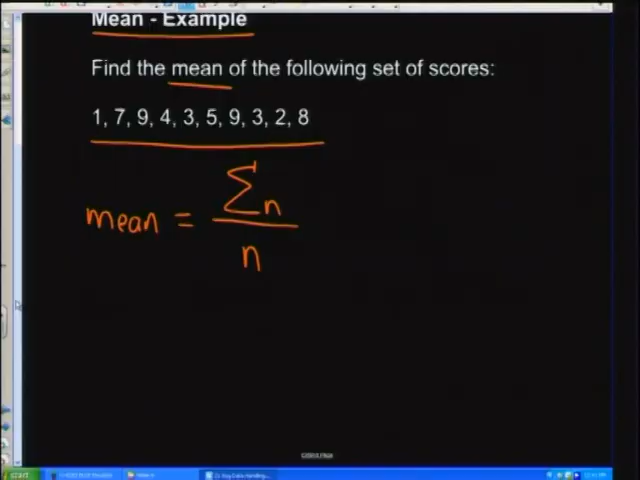 Mean - Example
Find the mean of the following set of scores:
1, 7, 9, 4, 3, 5, 9, 3, 2, 8
mean = Σn
n
start